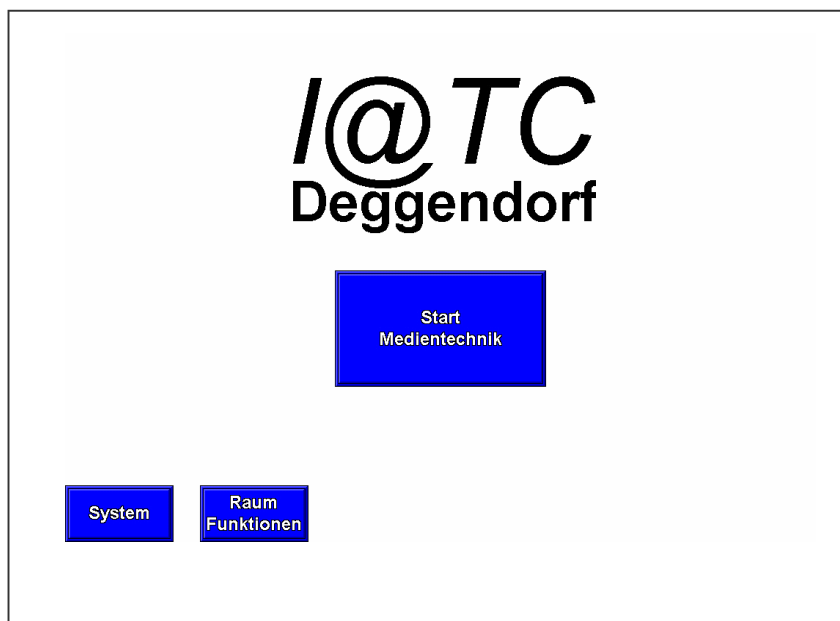 I@TC
Deggendorf
Start
Medientechnik
System
Raum
Funktionen